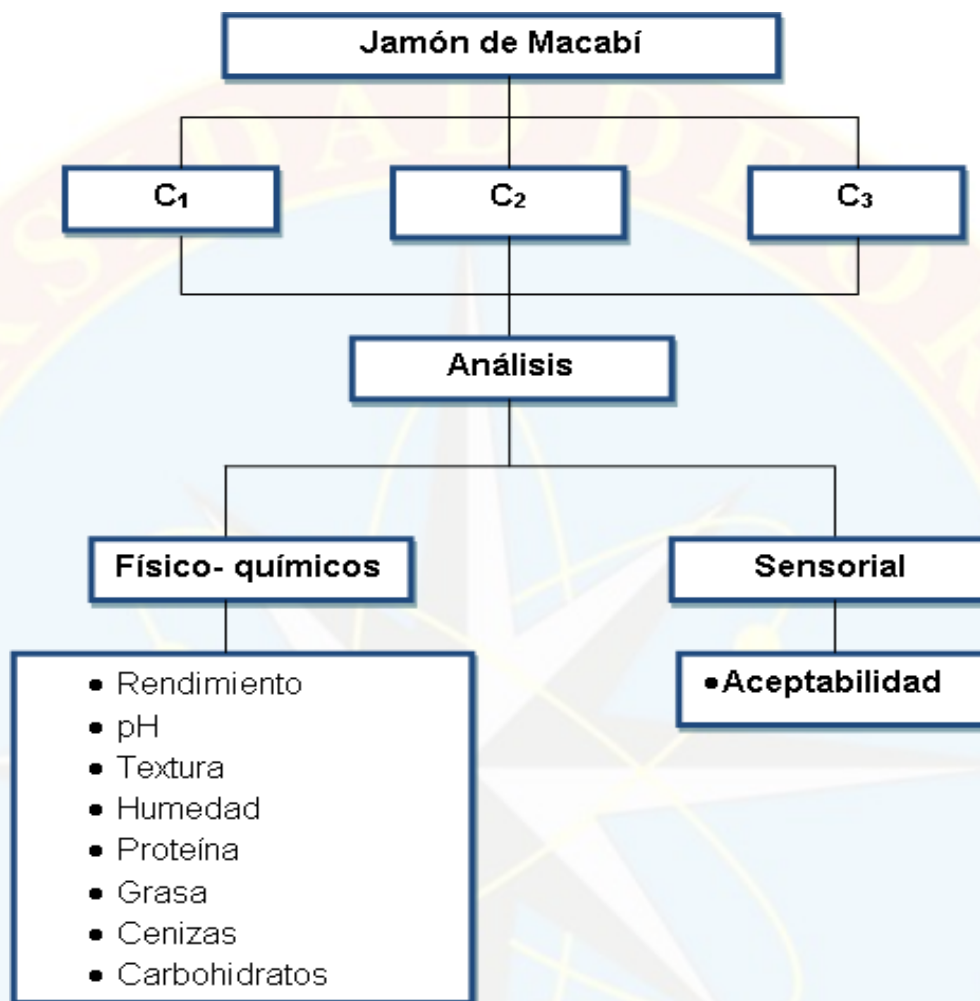 Jamón de Macabí
C₁
C₂
C₃
Análisis
Físico- químicos
Sensorial
• Rendimiento
• pH
• Textura
• Humedad
• Proteína
• Grasa
• Cenizas
• Carbohidratos
•Aceptabilidad